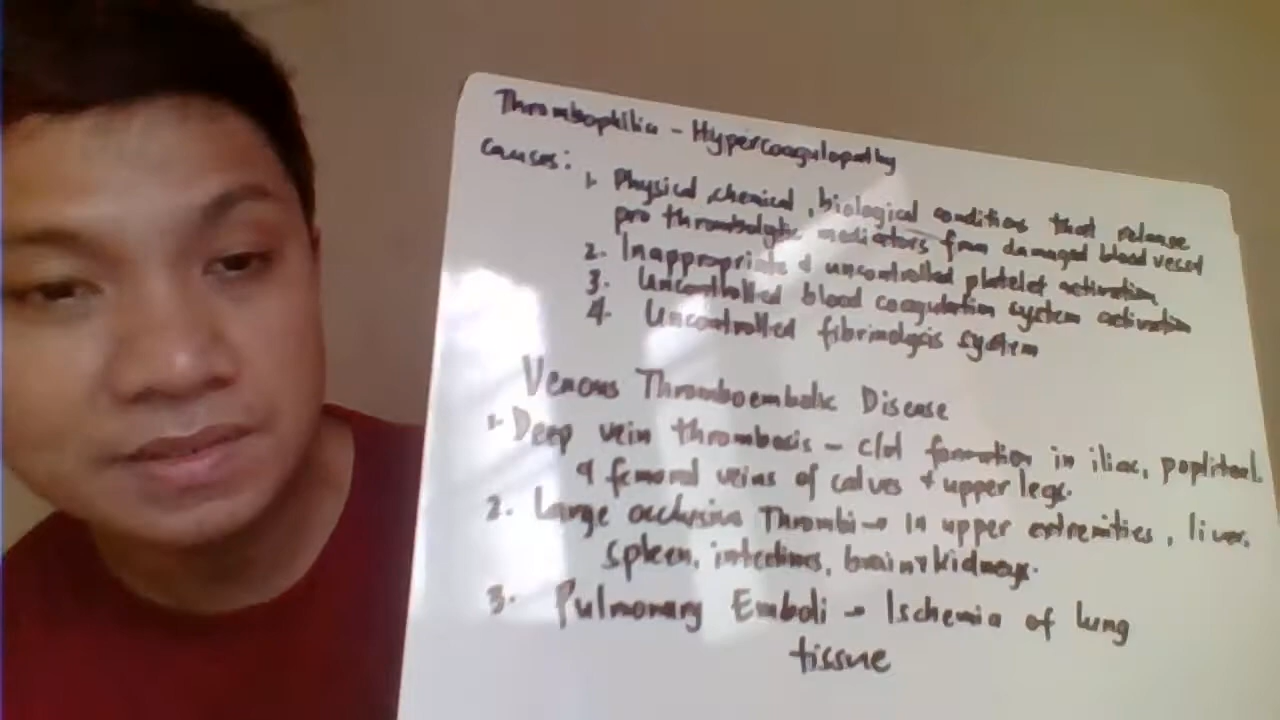 Thrombophilia - Hypercoagulopathy
Causes:
1. Physical, chemical, biological conditions that release
pro thrombolytic mediators from damaged blood vessel
2. Inappropriate & uncontrolled platelet activation
3. Uncontrolled blood coagulation system activation
4. Uncontrolled fibrinolysis system
Venous Thromboembolic Disease
1. Deep vein thrombosis - clot formation in iliac, popliteal
& femoral veins of calves + upper legs.
2. Large occlusive Thrombi → in upper extremities, liver,
spleen, intestines, brain & kidneys.
3. Pulmonary Emboli → Ischemia of lung
tissue